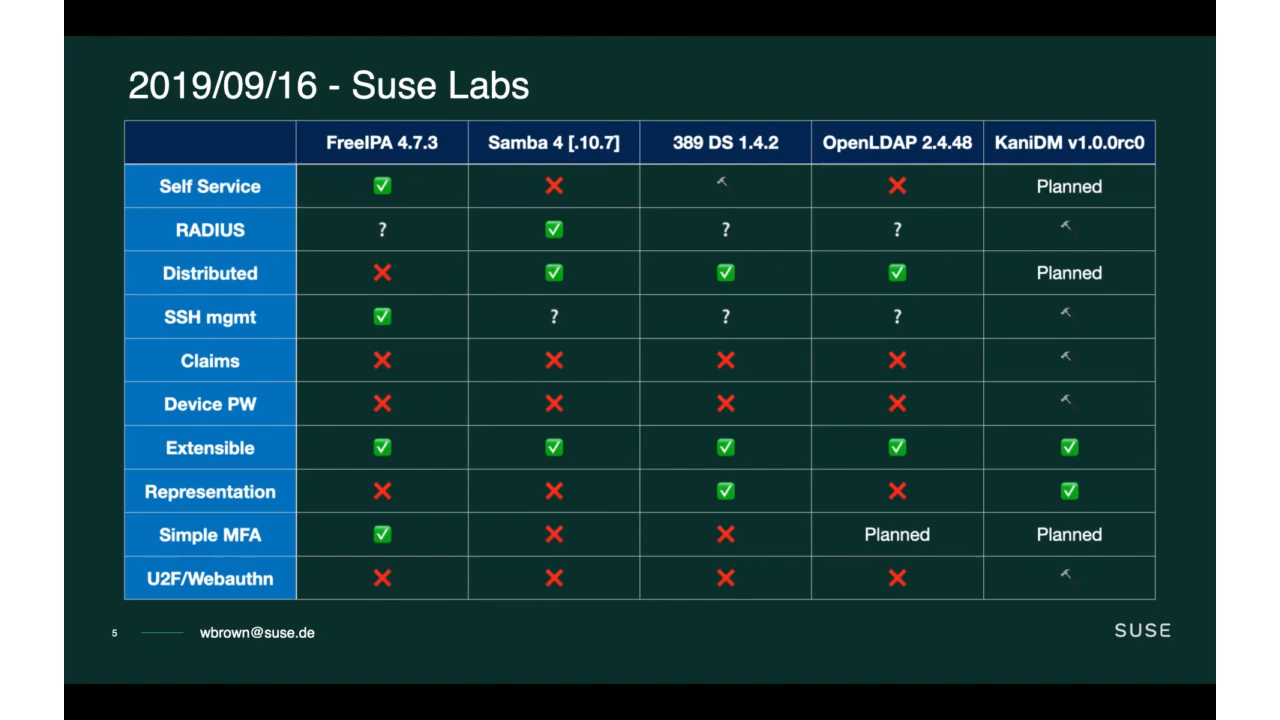 2019/09/16 - Suse Labs
FreeIPA 4.7.3 Samba 4 [.10.7] 389 DS 1.4.2 OpenLDAP 2.4.48 KaniDM v1.0.0rc0
Self Service ✅ ❌ 🔨 ❌ Planned
RADIUS ? ✅ ? ? 🔨
Distributed ❌ ✅ ✅ ✅ Planned
SSH mgmt ✅ ? ? ? 🔨
Claims ❌ ❌ ❌ ❌ 🔨
Device PW ❌ ❌ ❌ ❌ 🔨
Extensible ✅ ✅ ✅ ✅ ✅
Representation ❌ ❌ ✅ ❌ ✅
Simple MFA ✅ ❌ ❌ Planned Planned
U2F/Webauthn ❌ ❌ ❌ ❌ 🔨
5 wbrown@suse.de SUSE